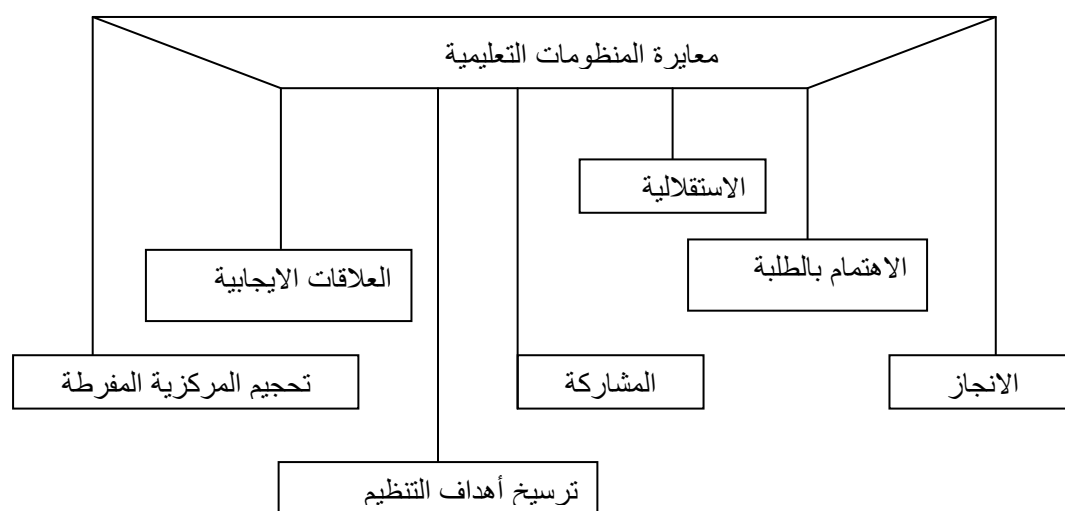 معايرة المنظومات التعليمية
الاستقلالية
الاهتمام بالطلبة
العلاقات الايجابية
الانجاز
المشاركة
تحجيم المركزية المفرطة
ترسيخ أهداف التنظيم